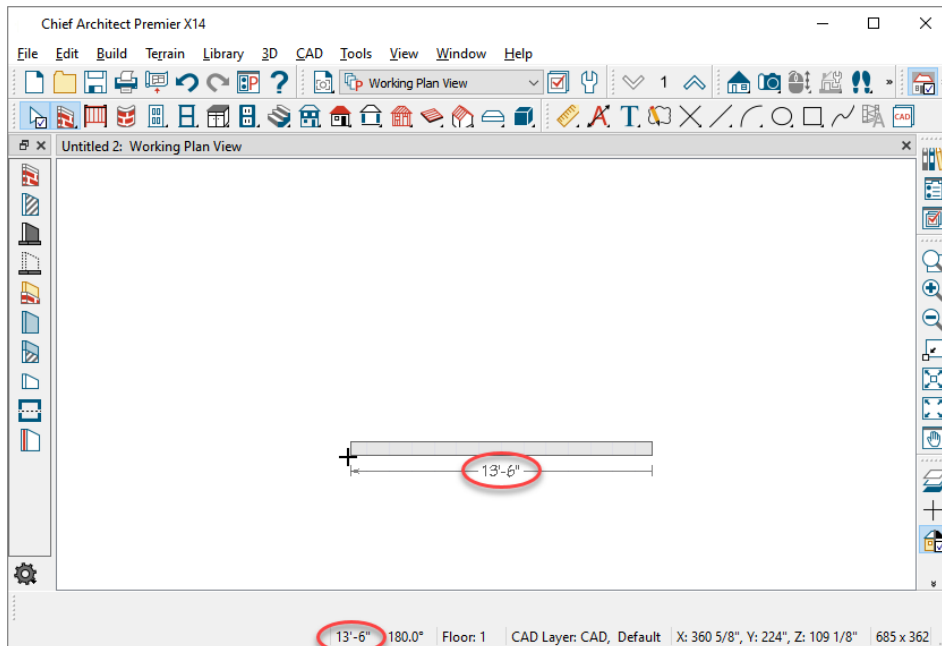 Chief Architect Premier X14
File Edit Build Terrain Library 3D CAD Tools View Window Help
P ? P Working Plan View 1 »
A T CAD
Untitled 2: Working Plan View
13'-6"
13'-6" 180.0° Floor: 1 CAD Layer: CAD, Default X: 360 5/8", Y: 224", Z: 109 1/8" 685 x 362